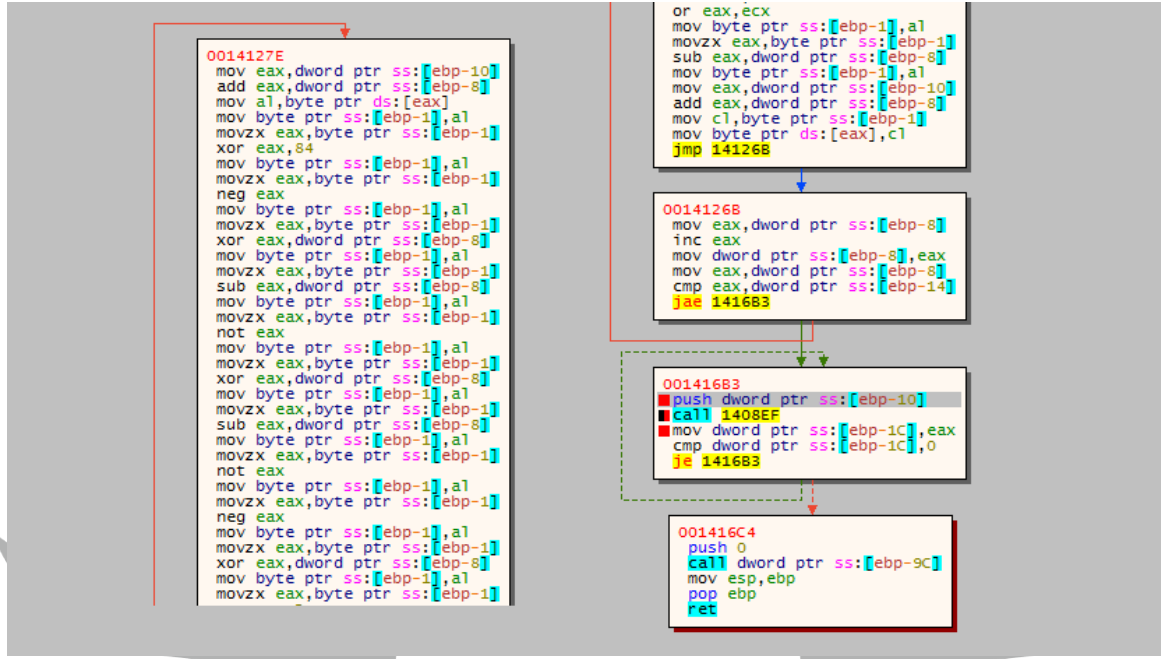 0014127E
mov eax,dword ptr ss:[ebp-10]
add eax,dword ptr ss:[ebp-8]
mov al,byte ptr ds:[eax]
mov byte ptr ss:[ebp-1],al
movzx eax,byte ptr ss:[ebp-1]
xor eax,84
mov byte ptr ss:[ebp-1],al
movzx eax,byte ptr ss:[ebp-1]
neg eax
mov byte ptr ss:[ebp-1],al
movzx eax,byte ptr ss:[ebp-1]
xor eax,dword ptr ss:[ebp-8]
mov byte ptr ss:[ebp-1],al
movzx eax,byte ptr ss:[ebp-1]
sub eax,dword ptr ss:[ebp-8]
mov byte ptr ss:[ebp-1],al
movzx eax,byte ptr ss:[ebp-1]
not eax
mov byte ptr ss:[ebp-1],al
movzx eax,byte ptr ss:[ebp-1]
xor eax,dword ptr ss:[ebp-8]
mov byte ptr ss:[ebp-1],al
movzx eax,byte ptr ss:[ebp-1]
sub eax,dword ptr ss:[ebp-8]
mov byte ptr ss:[ebp-1],al
movzx eax,byte ptr ss:[ebp-1]
not eax
mov byte ptr ss:[ebp-1],al
movzx eax,byte ptr ss:[ebp-1]
neg eax
mov byte ptr ss:[ebp-1],al
movzx eax,byte ptr ss:[ebp-1]
xor eax,dword ptr ss:[ebp-8]
mov byte ptr ss:[ebp-1],al
movzx eax,byte ptr ss:[ebp-1]
or eax,ecx
mov byte ptr ss:[ebp-1],al
movzx eax,byte ptr ss:[ebp-1]
sub eax,dword ptr ss:[ebp-8]
mov byte ptr ss:[ebp-1],al
mov eax,dword ptr ss:[ebp-10]
add eax,dword ptr ss:[ebp-8]
mov cl,byte ptr ss:[ebp-1]
mov byte ptr ds:[eax],cl
jmp 14126B
0014126B
mov eax,dword ptr ss:[ebp-8]
inc eax
mov dword ptr ss:[ebp-8],eax
mov eax,dword ptr ss:[ebp-8]
cmp eax,dword ptr ss:[ebp-14]
jae 1416B3
001416B3
push dword ptr ss:[ebp-10]
call 1408EF
mov dword ptr ss:[ebp-1C],eax
cmp dword ptr ss:[ebp-1C],0
je 1416B3
001416C4
push 0
call dword ptr ss:[ebp-9C]
mov esp,ebp
pop ebp
ret